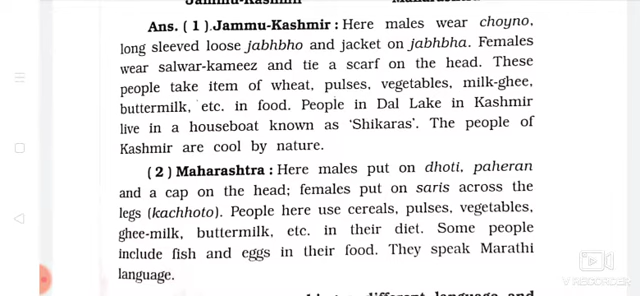 Ans. ( 1 ) Jammu-Kashmir : Here males wear choyno,
long sleeved loose jabhbho and jacket on jabhbha. Females
wear salwar-kameez and tie a scarf on the head. These
people take item of wheat, pulses, vegetables, milk-ghee,
buttermilk, etc. in food. People in Dal Lake in Kashmir
live in a houseboat known as ‘Shikaras’. The people of
Kashmir are cool by nature.
( 2 ) Maharashtra : Here males put on dhoti, paheran
and a cap on the head; females put on saris across the
legs (kachhoto). People here use cereals, pulses, vegetables,
ghee-milk, buttermilk, etc. in their diet. Some people
include fish and eggs in their food. They speak Marathi
language.
V RECORDER